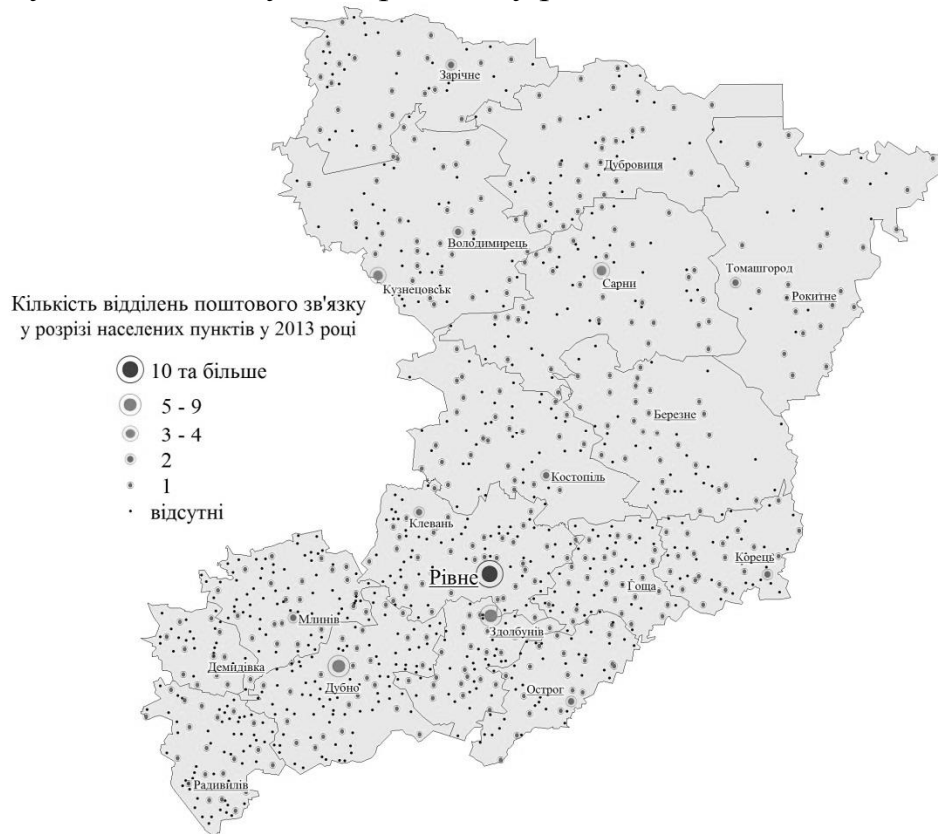 Зарічне
Дубровиця
Володимирець
Кузнецовськ
Сарни
Томашгород
Рокитне
Кількість відділень поштового зв'язку
у розрізі населених пунктів у 2013 році
10 та більше
5 - 9
3 - 4
2
1
відсутні
Березне
Костопіль
Клевань
Корець
Рівне
Гоща
Млинів
Здолбунів
Демидівка
Дубно
Острог
Радивилів